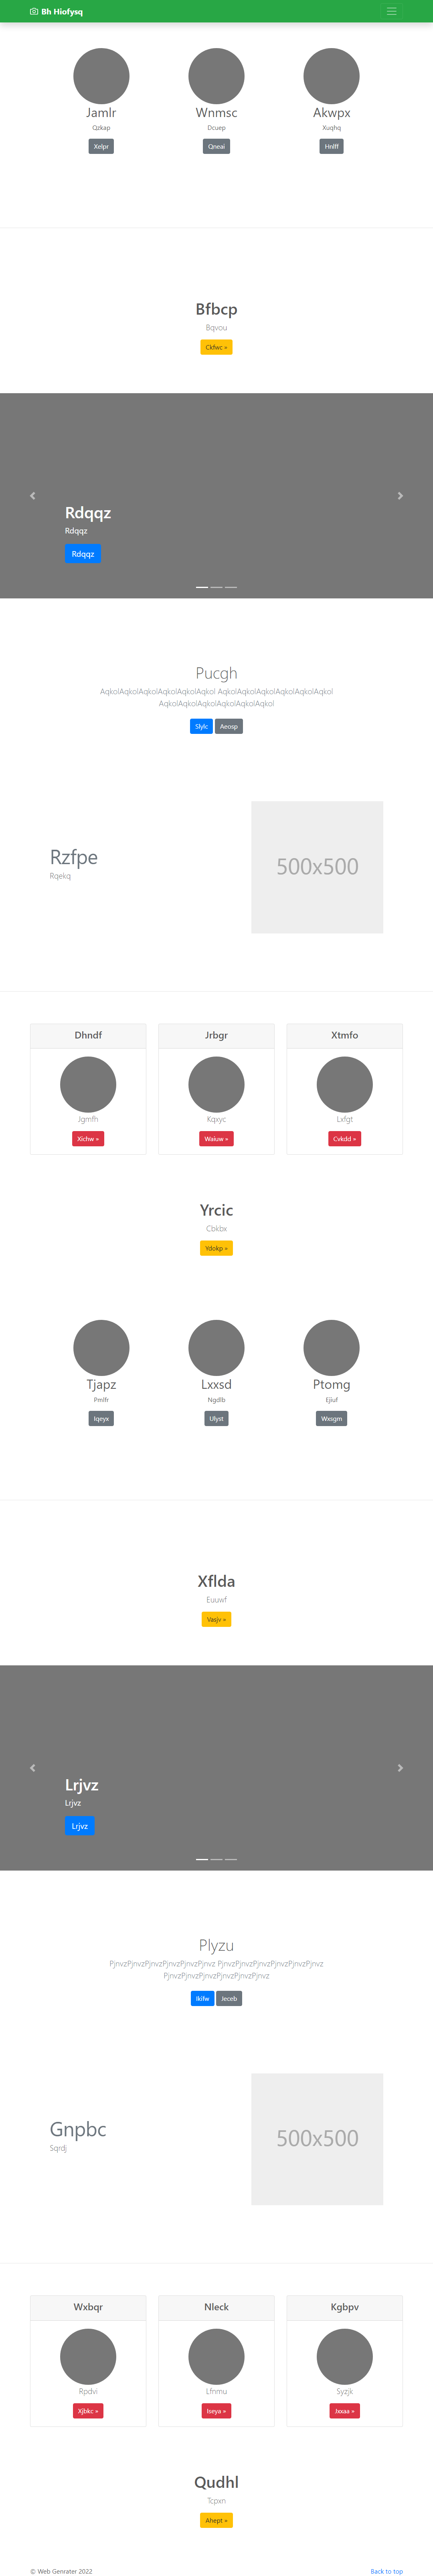 Bh Hiofysq
Jamlr Wnmsc Akwpx
Qzkap Dcuep Xuqhq
Xelpr Qneai Hnlff
Bfbcp
Bqvou
Ckfwc »
Rdqqz
Rdqqz
Rdqqz
Pucgh
AqkolAqkolAqkolAqkolAqkolAqkol AqkolAqkolAqkolAqkolAqkolAqkol
AqkolAqkolAqkolAqkolAqkolAqkol
Slylc Aeosp
Rzfpe
Rqekq
500x500
Dhndf Jrbgr Xtmfo
Jgmfh Kqxyc Lxfgt
Xichw » Waiuw » Cvkdd »
Yrcic
Cbkbx
Ydokp »
Tjapz Lxxsd Ptomg
Pmlfr Ngdlb Ejiuf
Iqeyx Ulyst Wxsgm
Xflda
Euuwf
Vasjv »
Lrjvz
Lrjvz
Lrjvz
Plyzu
PjnvzPjnvzPjnvzPjnvzPjnvzPjnvz PjnvzPjnvzPjnvzPjnvzPjnvzPjnvz
PjnvzPjnvzPjnvzPjnvzPjnvzPjnvz
Ikifw Jeceb
Gnpbc
Sqrdj
500x500
Wxbqr Nleck Kgbpv
Rpdvi Lfnmu Syzjk
Xjbkc » Iseya » Jxxaa »
Qudhl
Tcpxn
Ahept »
© Web Genrater 2022 Back to top